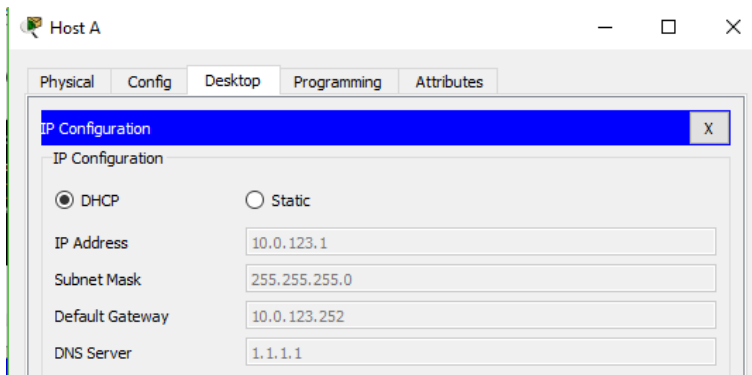 Host A
Physical Config Desktop Programming Attributes
IP Configuration X
IP Configuration
DHCP Static
IP Address 10.0.123.1
Subnet Mask 255.255.255.0
Default Gateway 10.0.123.252
DNS Server 1.1.1.1